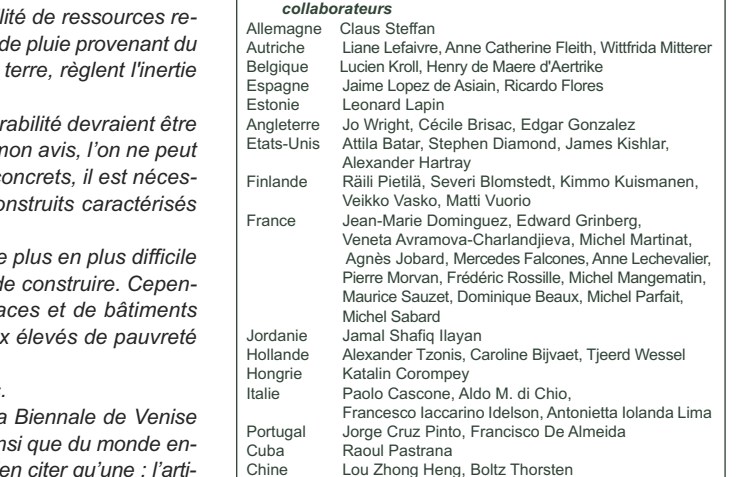 lité de ressources re-
de pluie provenant du
terre, règlent l'inertie
rabilité devraient être
mon avis, l’on ne peut
concrets, il est néces-
onstruits caractérisés
e plus en plus difficile
de construire. Cepen-
aces et de bâtiments
x élevés de pauvreté
.
a Biennale de Venise
insi que du monde en-
en citer qu'une : l'arti-
collaborateurs
Allemagne Claus Steffan
Autriche Liane Lefaivre, Anne Catherine Fleith, Wittfrida Mitterer
Belgique Lucien Kroll, Henry de Maere d'Aertrike
Espagne Jaime Lopez de Asiain, Ricardo Flores
Estonie Leonard Lapin
Angleterre Jo Wright, Cécile Brisac, Edgar Gonzalez
Etats-Unis Attila Batar, Stephen Diamond, James Kishlar,
Alexander Hartray
Finlande Räili Pietilä, Severi Blomstedt, Kimmo Kuismanen,
Veikko Vasko, Matti Vuorio
France Jean-Marie Dominguez, Edward Grinberg,
Veneta Avramova-Charlandjieva, Michel Martinat,
Agnès Jobard, Mercedes Falcones, Anne Lechevalier,
Pierre Morvan, Frédéric Rossille, Michel Mangematin,
Maurice Sauzet, Dominique Beaux, Michel Parfait,
Michel Sabard
Jordanie Jamal Shafiq Ilayan
Hollande Alexander Tzonis, Caroline Bijvaet, Tjeerd Wessel
Hongrie Katalin Corompey
Italie Paolo Cascone, Aldo M. di Chio,
Francesco Iaccarino Idelson, Antonietta Iolanda Lima
Portugal Jorge Cruz Pinto, Francisco De Almeida
Cuba Raoul Pastrana
Chine Lou Zhong Heng, Boltz Thorsten